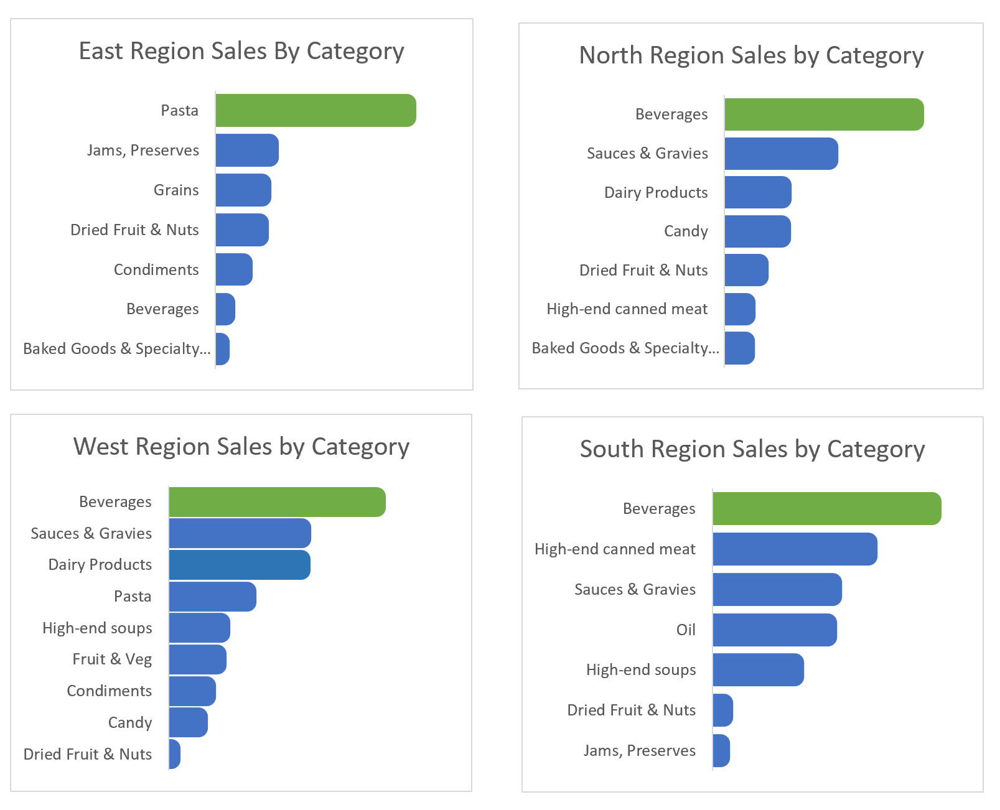 East Region Sales By Category
Pasta
Jams, Preserves
Grains
Dried Fruit & Nuts
Condiments
Beverages
Baked Goods & Specialty...
North Region Sales by Category
Beverages
Sauces & Gravies
Dairy Products
Candy
Dried Fruit & Nuts
High-end canned meat
Baked Goods & Specialty...
West Region Sales by Category
Beverages
Sauces & Gravies
Dairy Products
Pasta
High-end soups
Fruit & Veg
Condiments
Candy
Dried Fruit & Nuts
South Region Sales by Category
Beverages
High-end canned meat
Sauces & Gravies
Oil
High-end soups
Dried Fruit & Nuts
Jams, Preserves